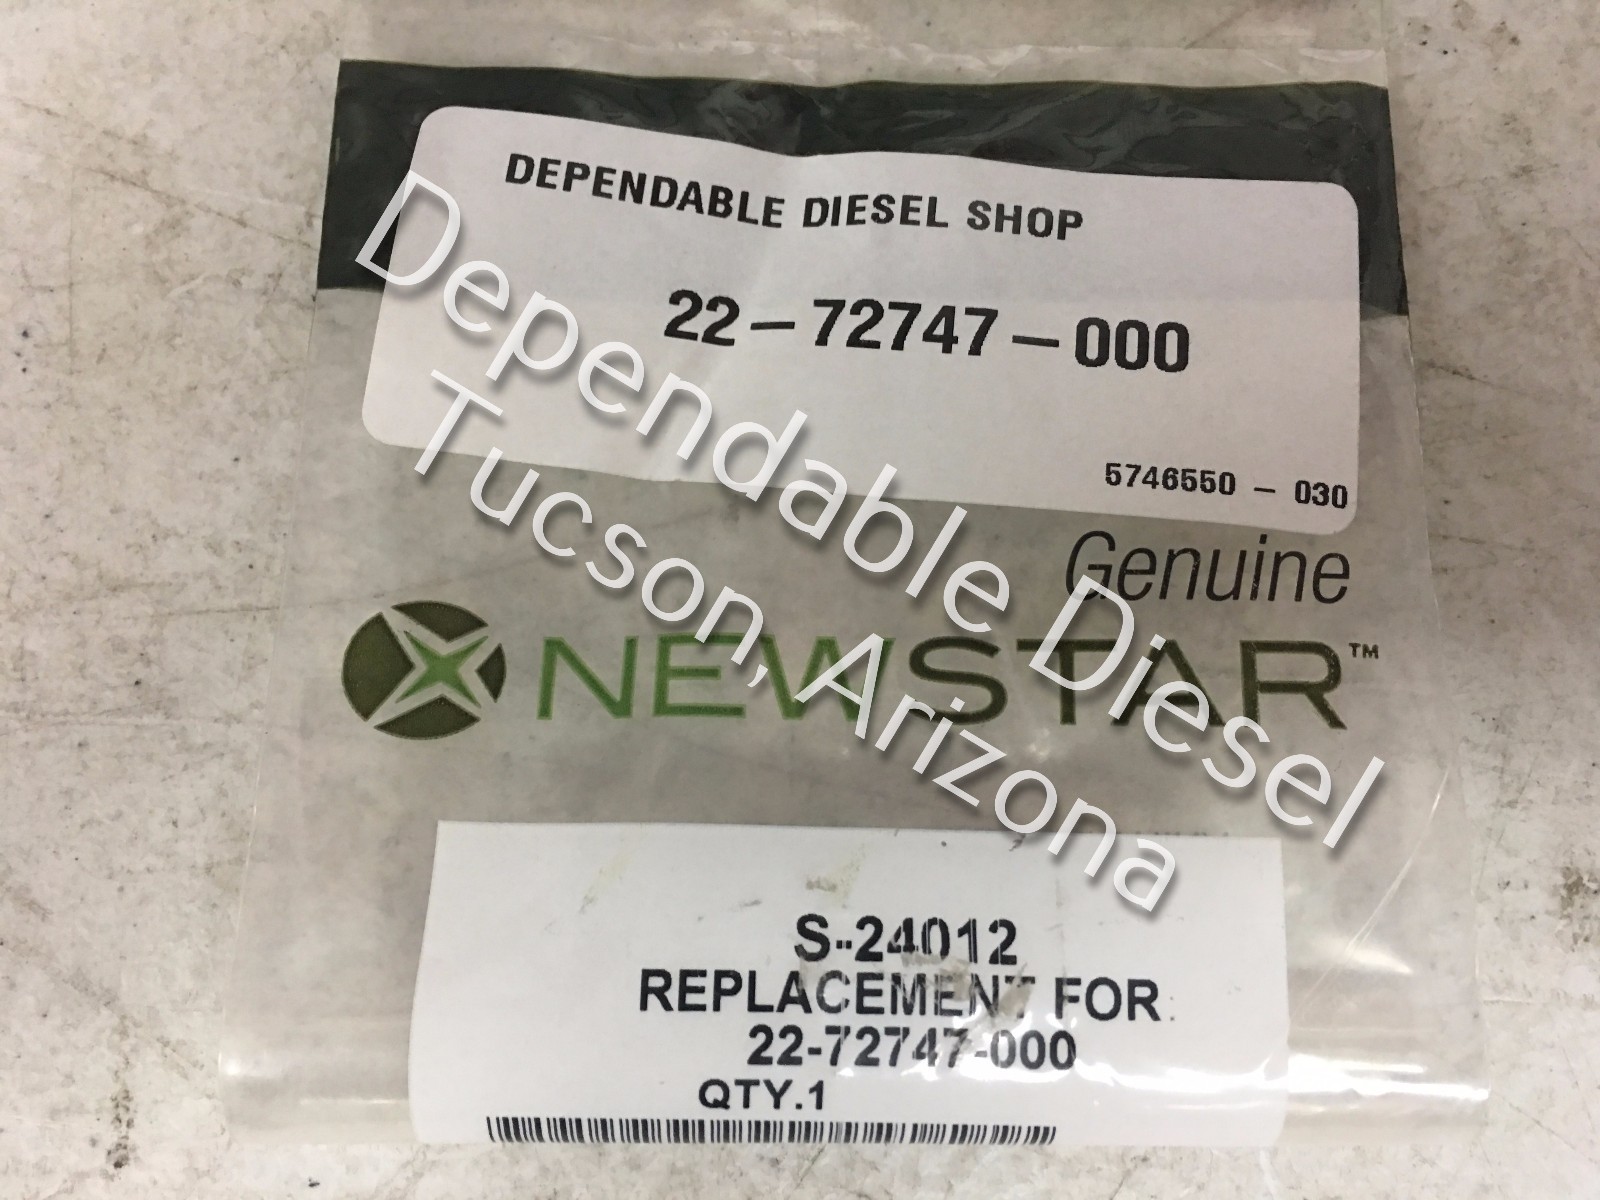 DEPENDABLE DIESEL SHOP
22-72747-000
5746550 - 030
Genuine
NEWSTAR™
Dependable Diesel
Tucson, Arizona
S-24012
REPLACEMENT FOR
22-72747-000
QTY.1